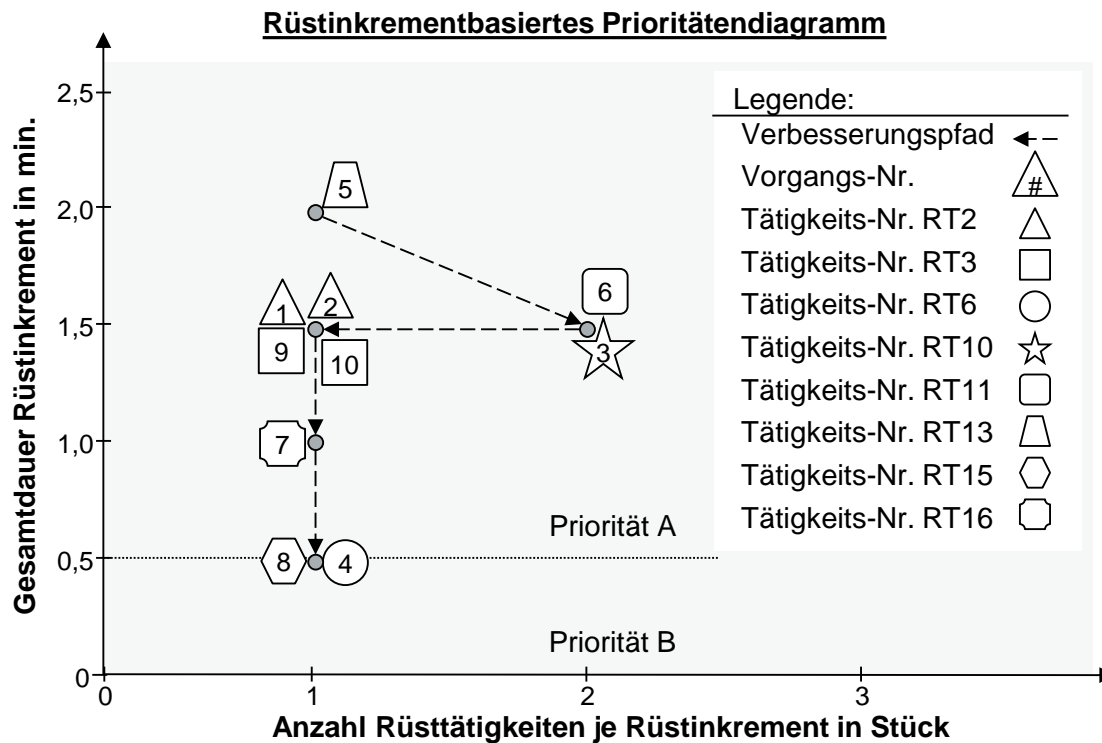 Rüstinkrementbasiertes Prioritätendiagramm
Gesamtdauer Rüstinkrement in min.
2,5
2,0
1,5
1,0
0.5
0
5
6
3
1
2
9
10
7
8
4
Priorität A
Priorität B
Legende:
Verbesserungspfad
Vorgangs-Nr. #
Tätigkeits-Nr. RT2
Tätigkeits-Nr. RT3
Tätigkeits-Nr. RT6
Tätigkeits-Nr. RT10
Tätigkeits-Nr. RT11
Tätigkeits-Nr. RT13
Tätigkeits-Nr. RT15
Tätigkeits-Nr. RT16
0 1 2 3
Anzahl Rüsttätigkeiten je Rüstinkrement in Stück